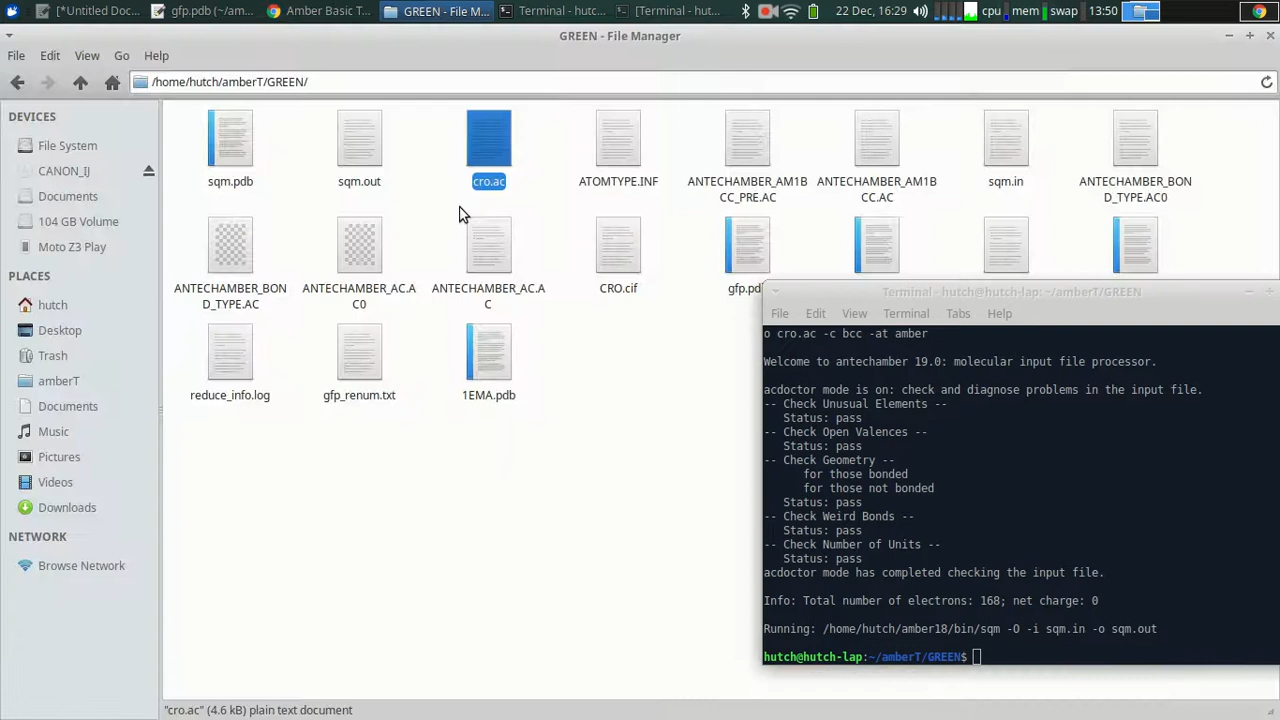 [*Untitled Doc...
gfp.pdb (~/am...
Amber Basic T...
GREEN - File M...
Terminal - hutc...
[Terminal - hut...
22 Dec, 16:29
cpu
mem
swap
13:50
GREEN - File Manager
File Edit View Go Help
/home/hutch/amberT/GREEN/
DEVICES
File System
CANON_IJ
Documents
104 GB Volume
Moto Z3 Play
PLACES
hutch
Desktop
Trash
amberT
Documents
Music
Pictures
Videos
Downloads
NETWORK
Browse Network
sqm.pdb
sqm.out
cro.ac
ATOMTYPE.INF
ANTECHAMBER_AM1B
CC_PRE.AC
ANTECHAMBER_AM1B
CC.AC
sqm.in
ANTECHAMBER_BON
D_TYPE.AC0
ANTECHAMBER_BON
D_TYPE.AC
ANTECHAMBER_AC.A
C0
ANTECHAMBER_AC.A
C
CRO.cif
gfp.pd
reduce_info.log
gfp_renum.txt
1EMA.pdb
Terminal - hutch@hutch-lap: ~/amberT/GREEN
File Edit View Terminal Tabs Help
o cro.ac -c bcc -at amber
Welcome to antechamber 19.0: molecular input file processor.
acdoctor mode is on: check and diagnose problems in the input file.
-- Check Unusual Elements --
Status: pass
-- Check Open Valences --
Status: pass
-- Check Geometry --
for those bonded
for those not bonded
Status: pass
-- Check Weird Bonds --
Status: pass
-- Check Number of Units --
Status: pass
acdoctor mode has completed checking the input file.
Info: Total number of electrons: 168; net charge: 0
Running: /home/hutch/amber18/bin/sqm -O -i sqm.in -o sqm.out
hutch@hutch-lap:~/amberT/GREEN$
"cro.ac" (4.6 kB) plain text document